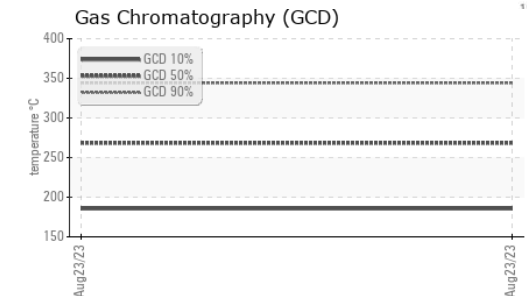 Gas Chromatography (GCD)
400
350
300
250
200
150
temperature °C
GCD 10%
GCD 50%
GCD 90%
Aug23/23
Aug23/23